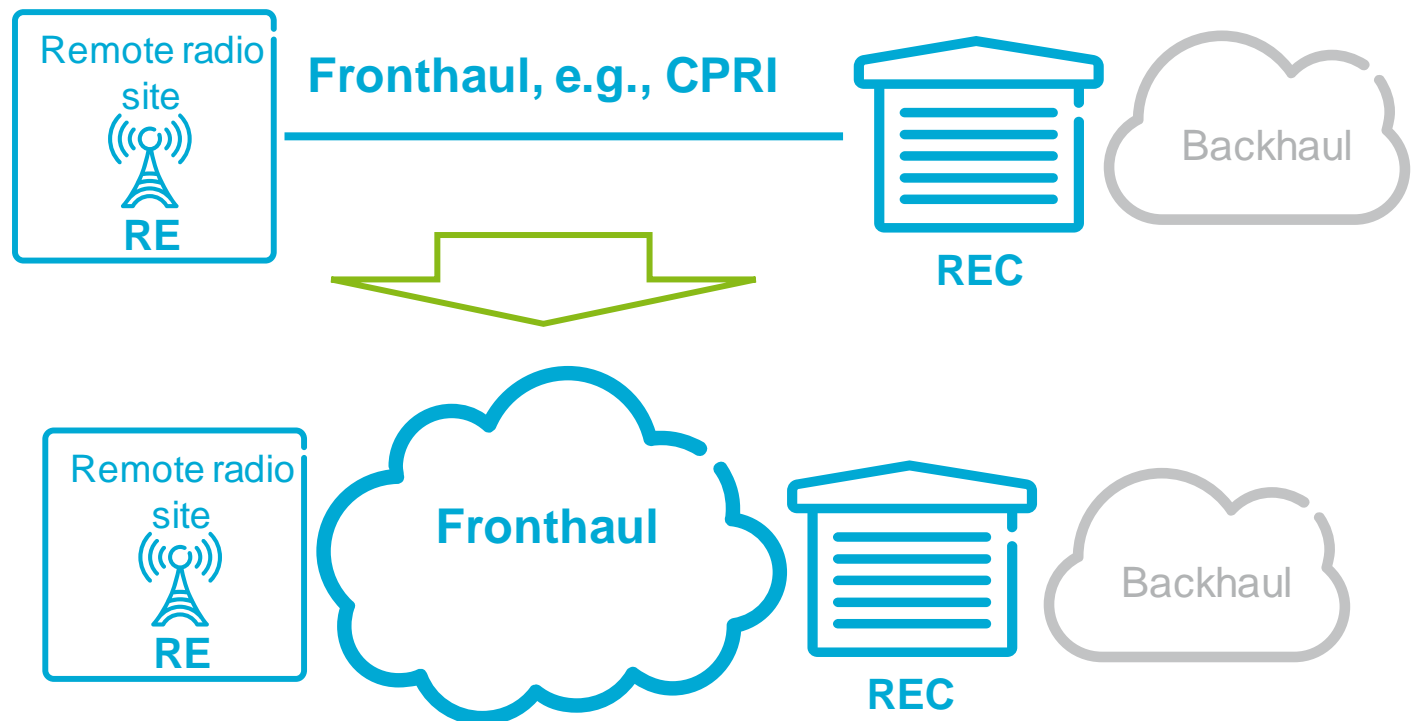 Remote radio
site
RE
Fronthaul, e.g., CPRI
REC
Backhaul
Remote radio
site
RE
Fronthaul
REC
Backhaul